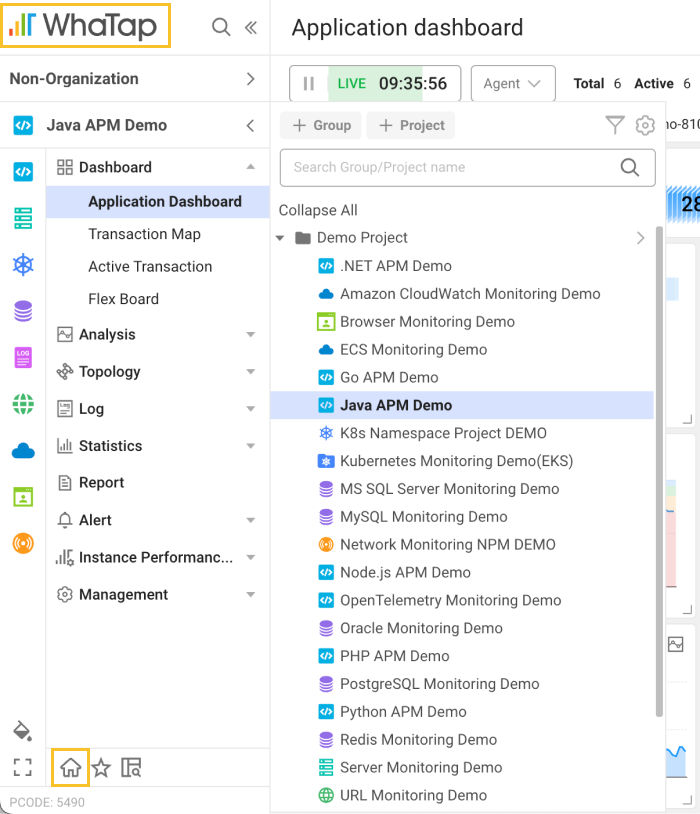 WhaTap
Application dashboard
Non-Organization
LIVE 09:35:56 Agent Total 6 Active 6
Java APM Demo
Group
Project
Search Group/Project name
Collapse All
Demo Project
.NET APM Demo
Amazon CloudWatch Monitoring Demo
Browser Monitoring Demo
ECS Monitoring Demo
Go APM Demo
Java APM Demo
K8s Namespace Project DEMO
Kubernetes Monitoring Demo(EKS)
MS SQL Server Monitoring Demo
MySQL Monitoring Demo
Network Monitoring NPM DEMO
Node.js APM Demo
OpenTelemetry Monitoring Demo
Oracle Monitoring Demo
PHP APM Demo
PostgreSQL Monitoring Demo
Python APM Demo
Redis Monitoring Demo
Server Monitoring Demo
URL Monitoring Demo
Dashboard
Application Dashboard
Transaction Map
Active Transaction
Flex Board
Analysis
Topology
LOG
Log
Statistics
Report
Alert
Instance Performanc...
Management
PCODE: 5490